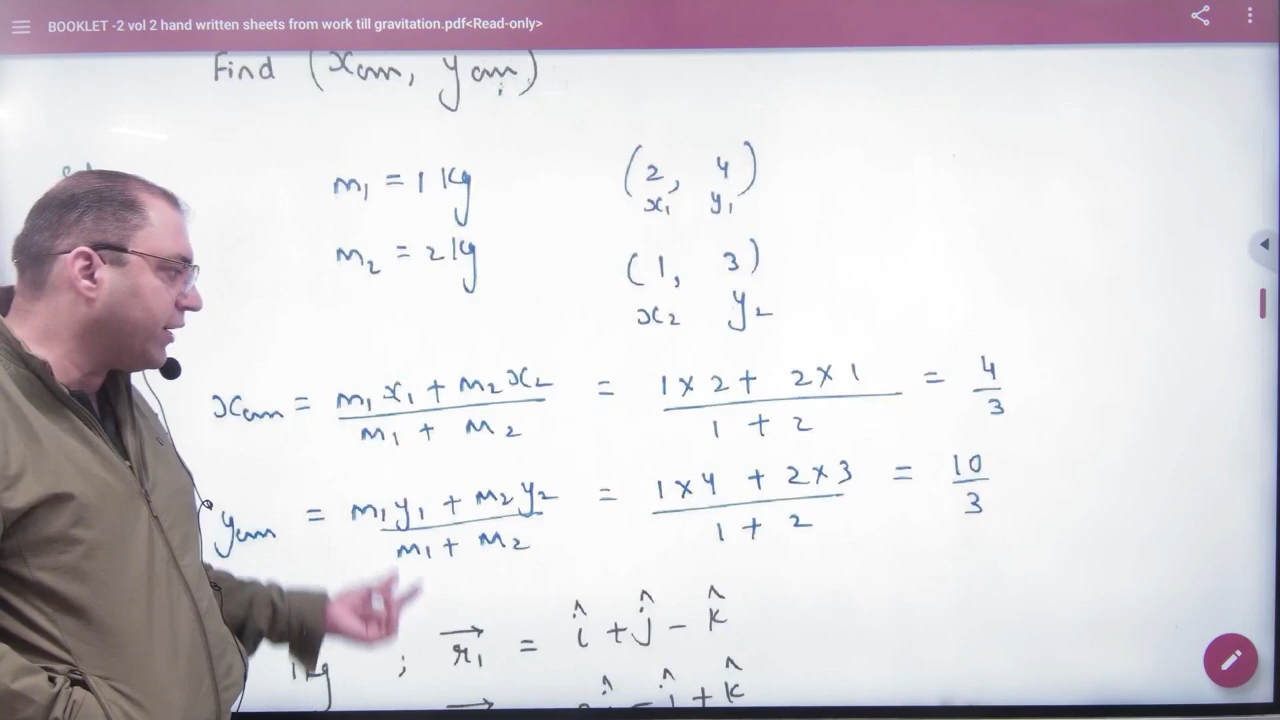 BOOKLET -2 vol 2 hand written sheets from work till gravitation.pdf<Read-only>
Find (xcm, ycm)
m₁ = 1 kg (2, 4)
x₁ y₁
m₂ = 2 kg (1, 3)
x₂ y₂
xcm = m₁x₁ + m₂x₂ / m₁ + m₂ = 1 × 2 + 2 × 1 / 1 + 2 = 4/3
ycm = m₁y₁ + m₂y₂ / m₁ + m₂ = 1 × 4 + 2 × 3 / 1 + 2 = 10/3
1kg ; r₁→ = î + ĵ − k̂
− ĵ + k̂